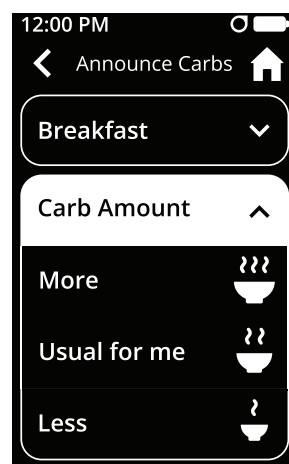 12:00 PM
Announce Carbs
Breakfast
Carb Amount
More
Usual for me
Less